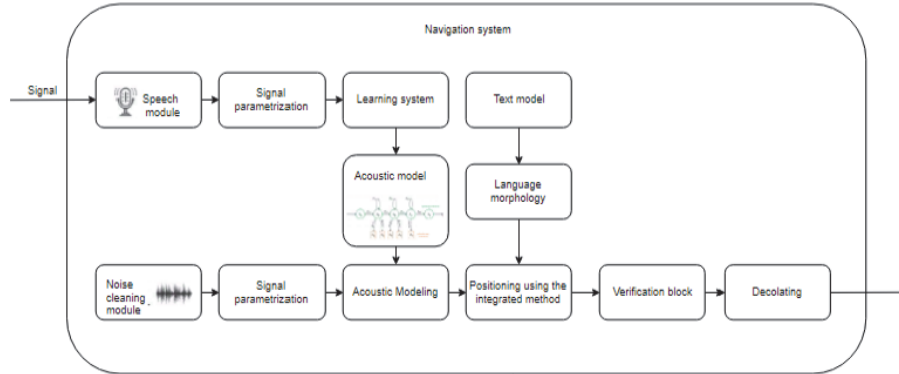 Navigation system
Signal
Speech
module
Signal
parametrization
Learning system
Text model
Acoustic model
Language
morphology
Noise
cleaning
module
Signal
parametrization
Acoustic Modeling
Positioning using the
integrated method
Verification block
Decolating